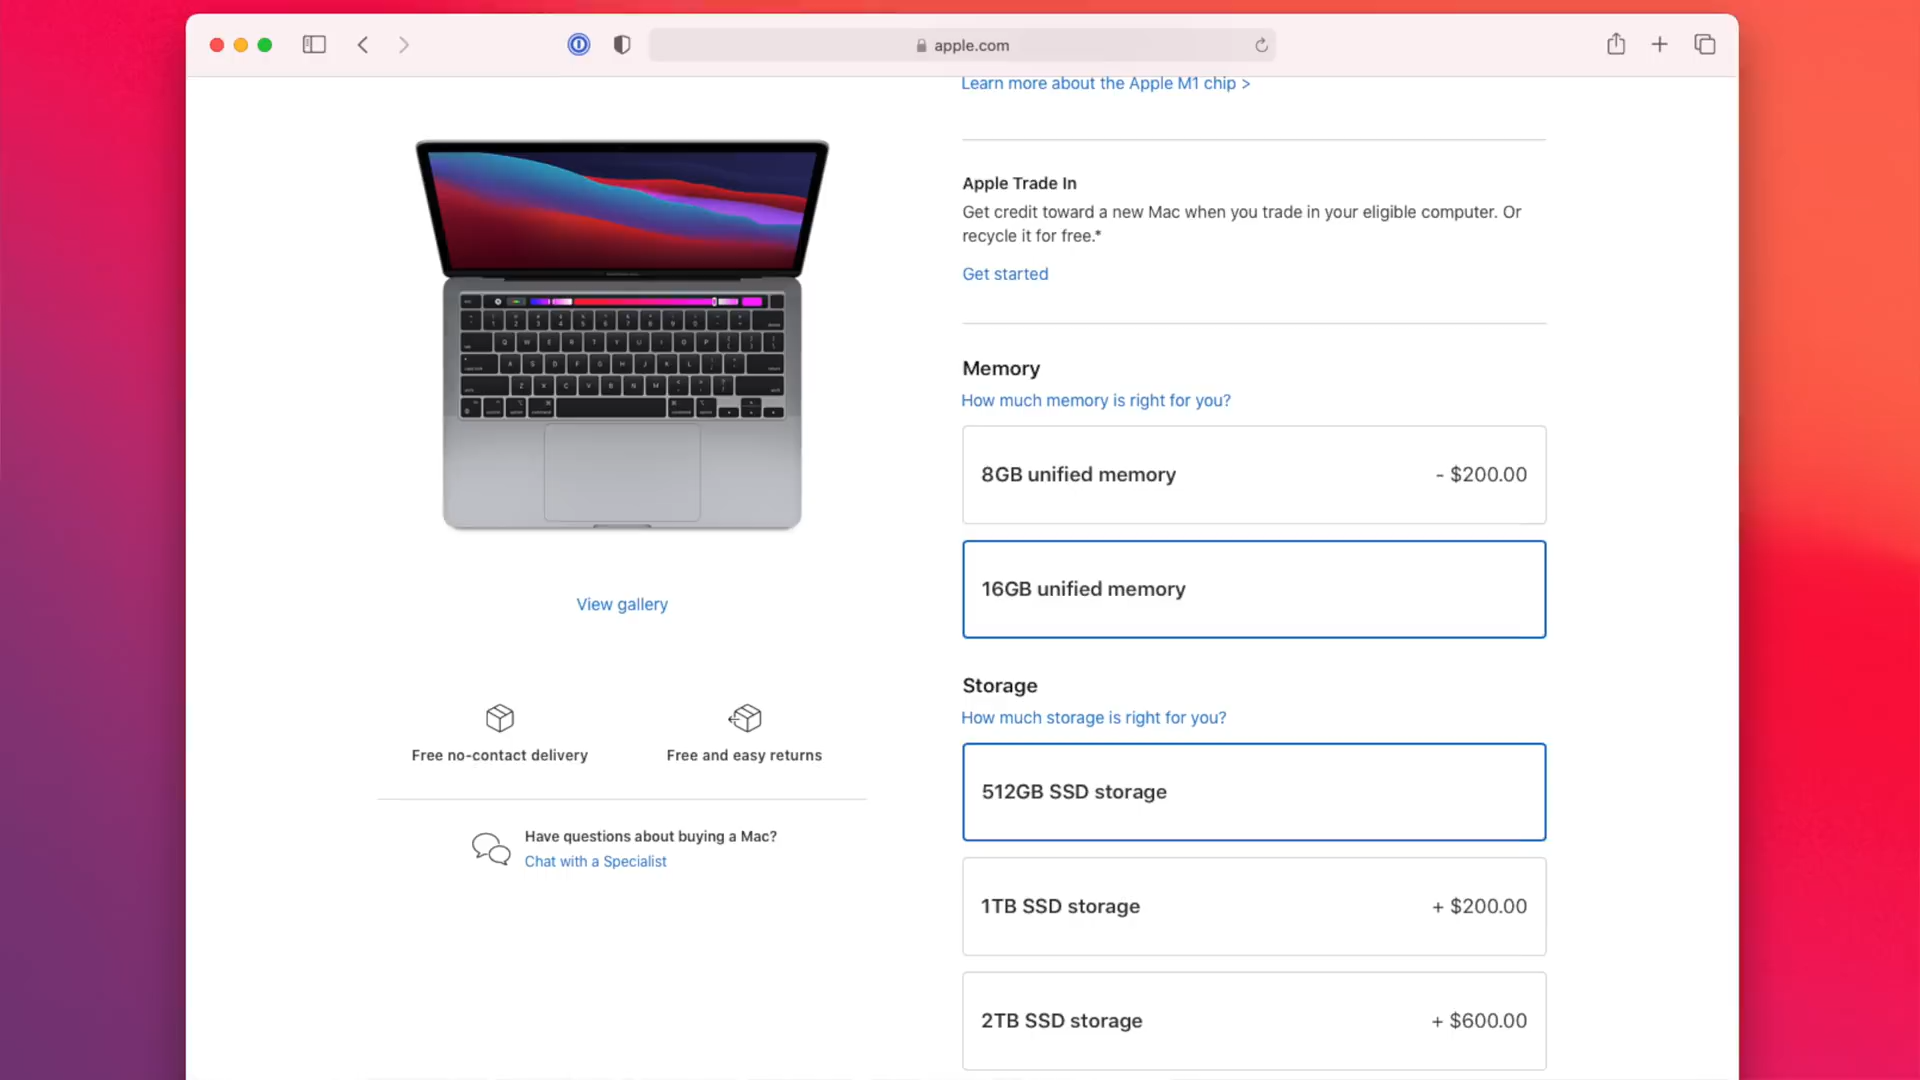 apple.com
Learn more about the Apple M1 chip >
Apple Trade In
Get credit toward a new Mac when you trade in your eligible computer. Or
recycle it for free.*
Get started
Memory
How much memory is right for you?
8GB unified memory - $200.00
16GB unified memory
View gallery
Storage
How much storage is right for you?
512GB SSD storage
Free no-contact delivery
Free and easy returns
Have questions about buying a Mac?
Chat with a Specialist
1TB SSD storage + $200.00
2TB SSD storage + $600.00